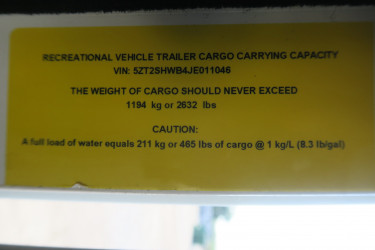 RECREATIONAL VEHICLE TRAILER CARGO CARRYING CAPACITY
VIN: 5ZT2SHWB4JE011046
THE WEIGHT OF CARGO SHOULD NEVER EXCEED
1194 kg or 2632 lbs
CAUTION:
A full load of water equals 211 kg or 465 lbs of cargo @ 1 kg/L (8.3 lb/gal)